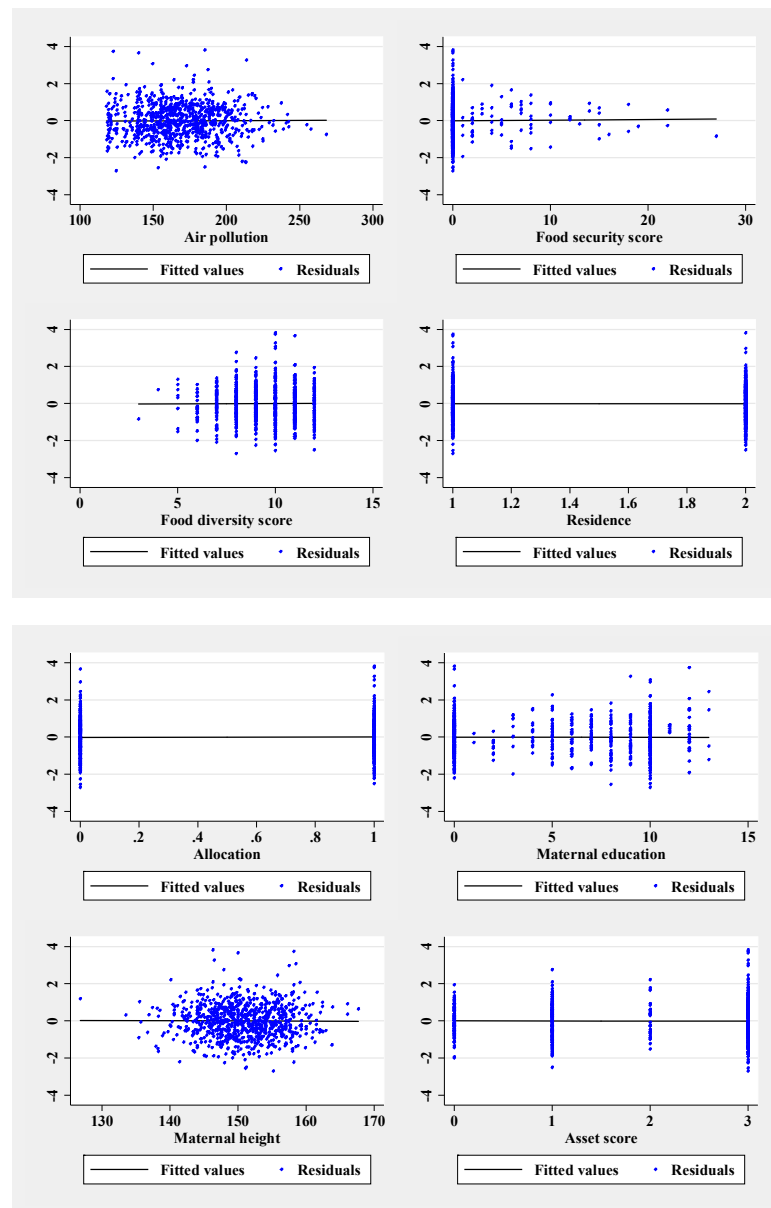 4
2
0
-2
-4
100 150 200 250 300
Air pollution
Fitted values Residuals
4
2
0
-2
-4
0 10 20 30
Food security score
Fitted values Residuals
4
2
0
-2
-4
0 5 10 15
Food diversity score
Fitted values Residuals
4
2
0
-2
-4
1 1.2 1.4 1.6 1.8 2
Residence
Fitted values Residuals
4
2
0
-2
-4
0 .2 .4 .6 .8 1
Allocation
Fitted values Residuals
4
2
0
-2
-4
0 5 10 15
Maternal education
Fitted values Residuals
4
2
0
-2
-4
130 140 150 160 170
Maternal height
Fitted values Residuals
4
2
0
-2
-4
0 1 2 3
Asset score
Fitted values Residuals